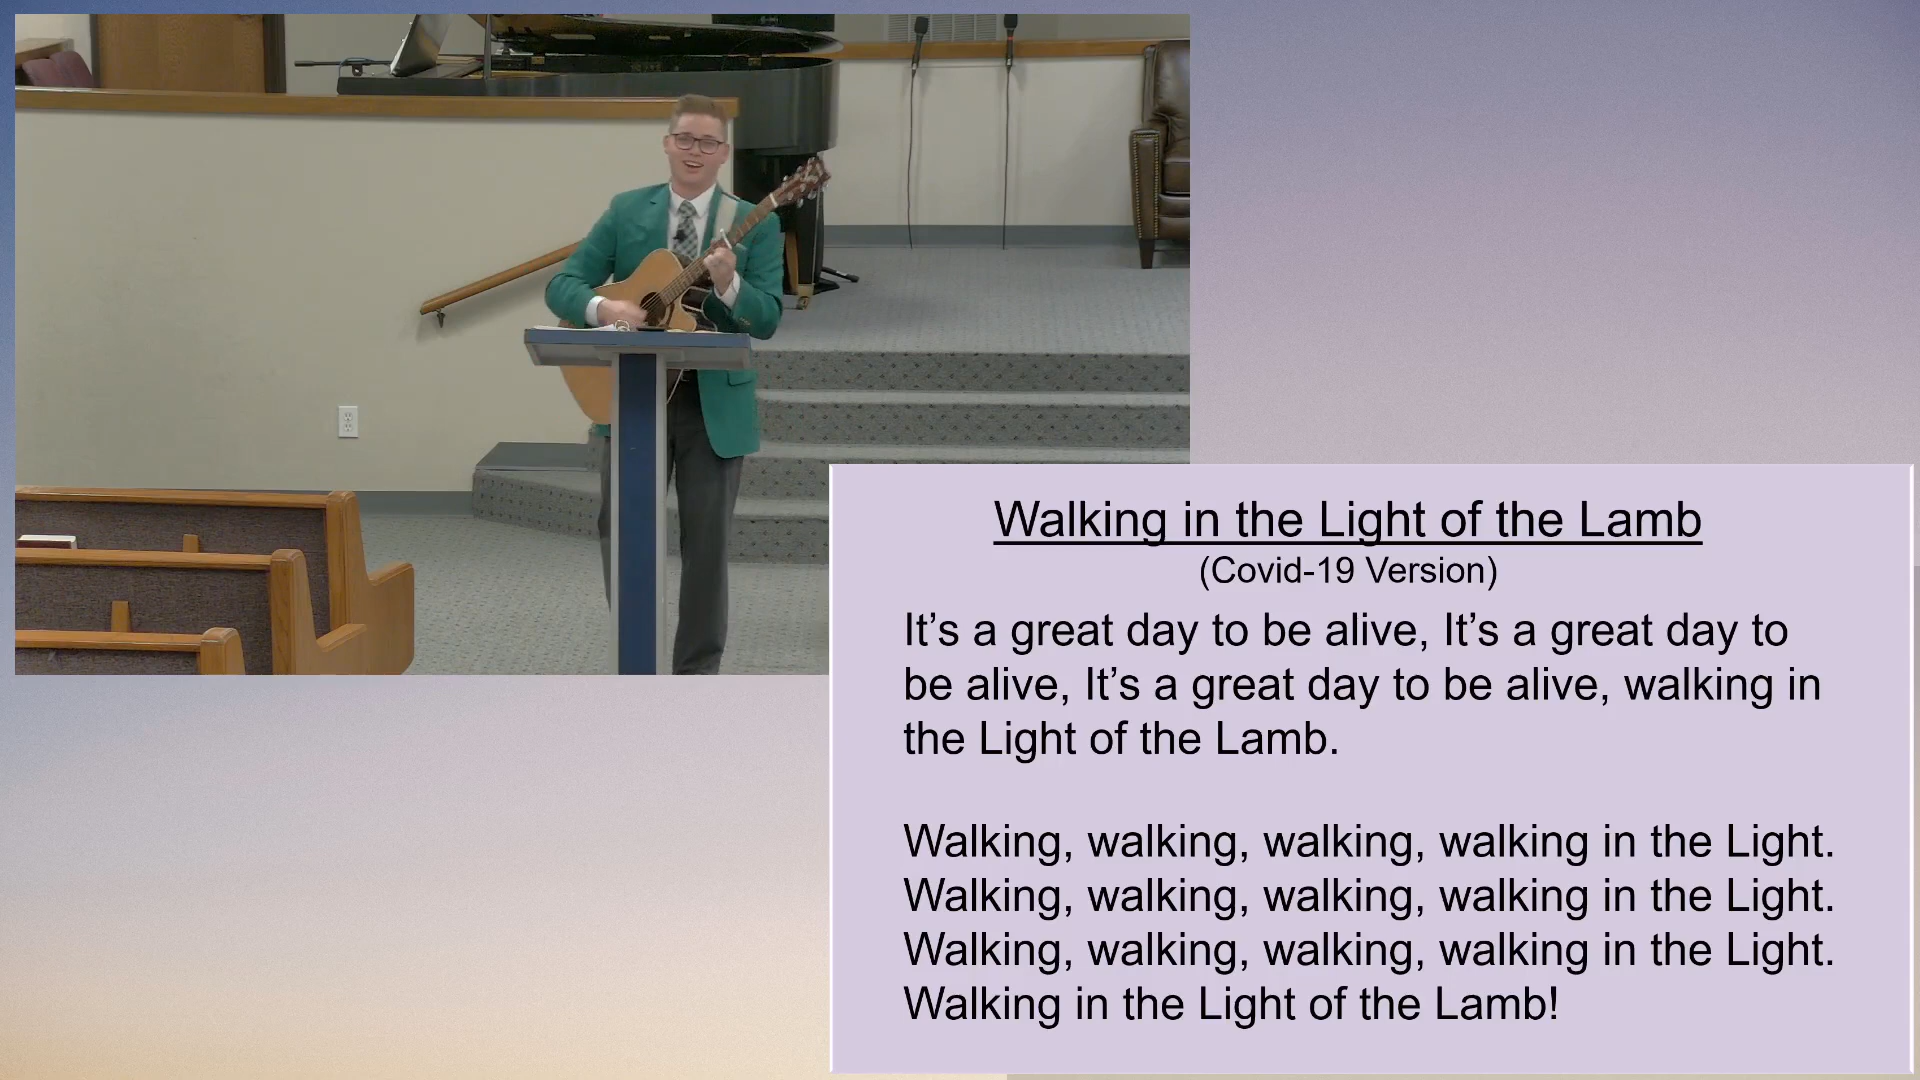 Walking in the Light of the Lamb
(Covid-19 Version)
It’s a great day to be alive, It’s a great day to
be alive, It’s a great day to be alive, walking in
the Light of the Lamb.
Walking, walking, walking, walking in the Light.
Walking, walking, walking, walking in the Light.
Walking, walking, walking, walking in the Light.
Walking in the Light of the Lamb!